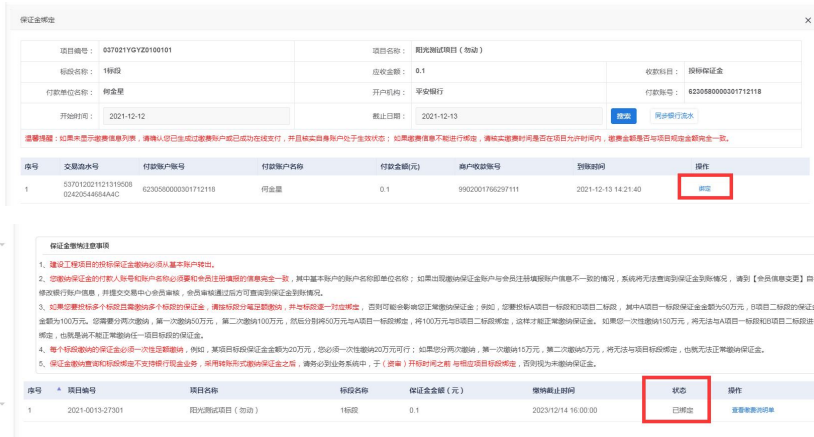 保证金绑定
×
项目编号： 037021YGYZ0100101 项目名称： 阳光测试项目（勿动）
标段名称： 1标段 应收金额： 0.1 收款科目： 投标保证金
付款单位名称： 何金星 开户机构： 平安银行 付款账号： 6230580000301712118
开始时间： 2021-12-12 截止日期： 2021-12-13 搜索 同步银行流水
温馨提醒：如果未显示缴费信息列表，请确认您已生成过缴费账户或已成功在线支付，并且核实自身账户处于生效状态；如果缴费信息不能进行绑定，请核实缴费时间是否在项目允许时间内，缴费金额是否与项目规定金额完全一致。
序号 交易流水号 付款账户账号 付款账户名称 付款金额(元) 商户收款账号 到账时间 操作
1 537012021121319508 02420544684A4C 6230580000301712118 何金星 0.1 9902001766297111 2021-12-13 14:21:40 绑定
保证金缴纳注意事项
1、建设工程项目的投标保证金缴纳必须从基本账户转出。
2、您缴纳保证金的付款人账号和账户名称必须要和会员注册填报的信息完全一致，其中基本账户的账户名称即单位名称；如果出现缴纳保证金账户与会员注册填报账户信息不一致的情况，系统将无法查询到保证金到账情况，请到【会员信息变更】自
修改银行账户信息，并提交交易中心会员审核，会员审核通过后方可查询到保证金到账情况。
3、如果您要投标多个标段且需缴纳多个标段的保证金，请按标段分笔足额缴纳，并与标段逐一对应绑定，否则可能会影响您正常缴纳保证金；例如，您要投标A项目一标段和B项目二标段，其中A项目一标段保证金金额为50万元，B项目二标段的保证金
金额为100万元。您需要分两次缴纳，第一次缴纳50万元，第二次缴纳100万元，然后分别将50万元与A项目一标段绑定，将100万元与B项目二标段绑定，这样才能正常缴纳保证金。如果您一次性缴纳150万元，将无法与A项目一标段和B项目二标段进
绑定，也就是说不能正常缴纳任一项目标段的保证金。
4、每个标段缴纳的保证金必须一次性足额缴纳，例如，某项目标段保证金金额为20万元，您必须一次性缴纳20万元可行；如果您分两次缴纳，第一次缴纳15万元，第二次缴纳5万元，将无法与项目标段绑定，也就无法正常缴纳保证金。
5、保证金缴纳查询和标段绑定不支持银行现金业务，采用转账形式缴纳保证金之后，请务必到业务系统中，于（资审）开标时间之前 与相应项目标段绑定，否则视为未缴纳保证金。
序号 项目编号 项目名称 标段名称 保证金金额（元） 缴纳截止时间 状态 操作
1 2021-0013-27301 阳光测试项目（勿动） 1标段 0.1 2023/12/14 16:00:00 已绑定 查看缴费说明单